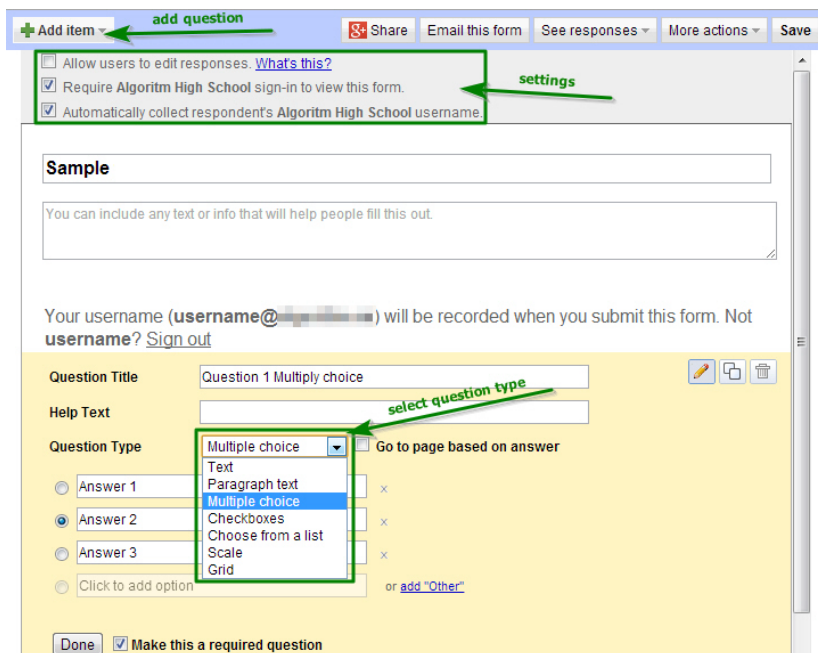 add question
Add item
Share
Email this form
See responses
More actions
Save
Allow users to edit responses. What's this?
Require Algoritm High School sign-in to view this form.
Automatically collect respondent's Algoritm High School username.
settings
Sample
You can include any text or info that will help people fill this out.
Your username (username@ ) will be recorded when you submit this form. Not
username? Sign out
Question Title
Question 1 Multiply choice
Help Text
select question type
Question Type
Multiple choice
Go to page based on answer
Text
Paragraph text
Multiple choice
Checkboxes
Choose from a list
Scale
Grid
Answer 1
Answer 2
Answer 3
Click to add option
or add "Other"
Done
Make this a required question